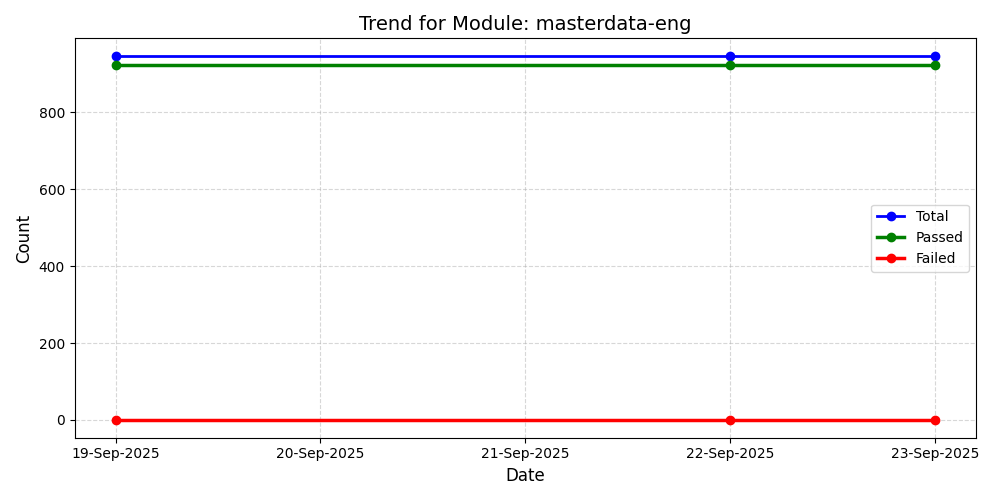 Trend for Module: masterdata-eng
Count
800
600
400
200
0
Total
Passed
Failed
19-Sep-2025 20-Sep-2025 21-Sep-2025 22-Sep-2025 23-Sep-2025
Date